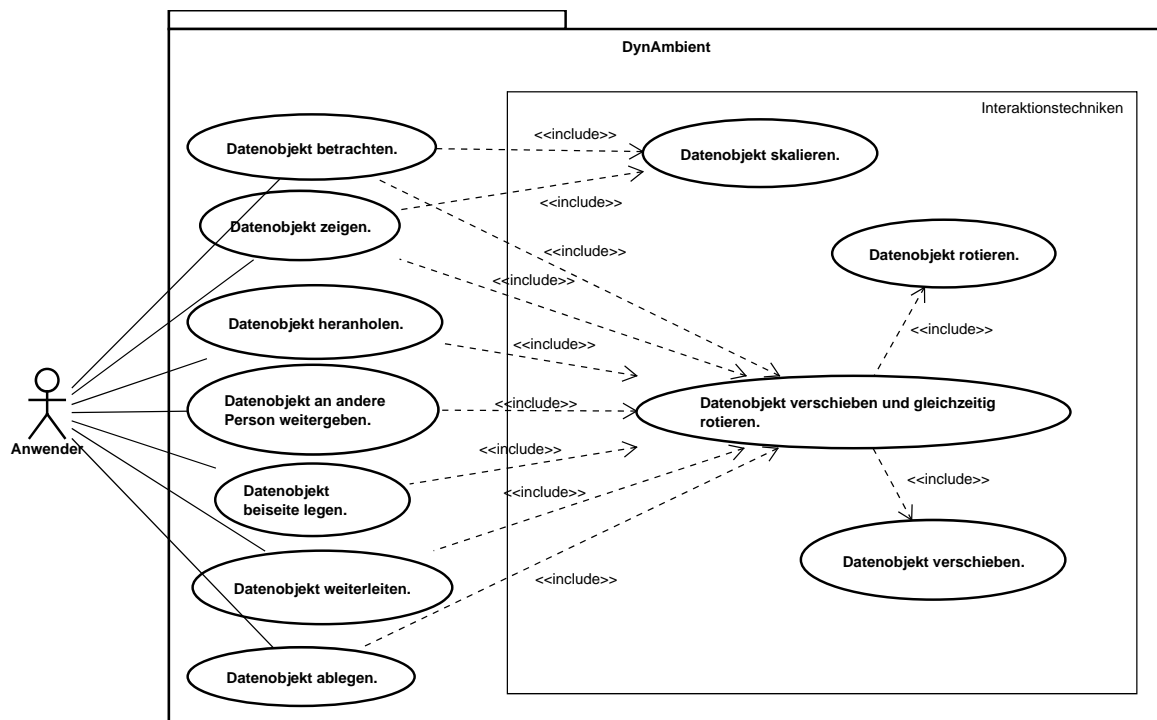 DynAmbient
Interaktionstechniken
Datenobjekt betrachten.
<<include>>
Datenobjekt skalieren.
Datenobjekt zeigen.
<<include>>
<<include>>
Datenobjekt rotieren.
<<include>>
Datenobjekt heranholen.
<<include>>
<<include>>
Datenobjekt an andere
Person weitergeben.
<<include>>
Datenobjekt verschieben und gleichzeitig
rotieren.
Anwender
<<include>>
Datenobjekt
beiseite legen.
<<include>>
<<include>>
Datenobjekt verschieben.
Datenobjekt weiterleiten.
<<include>>
Datenobjekt ablegen.